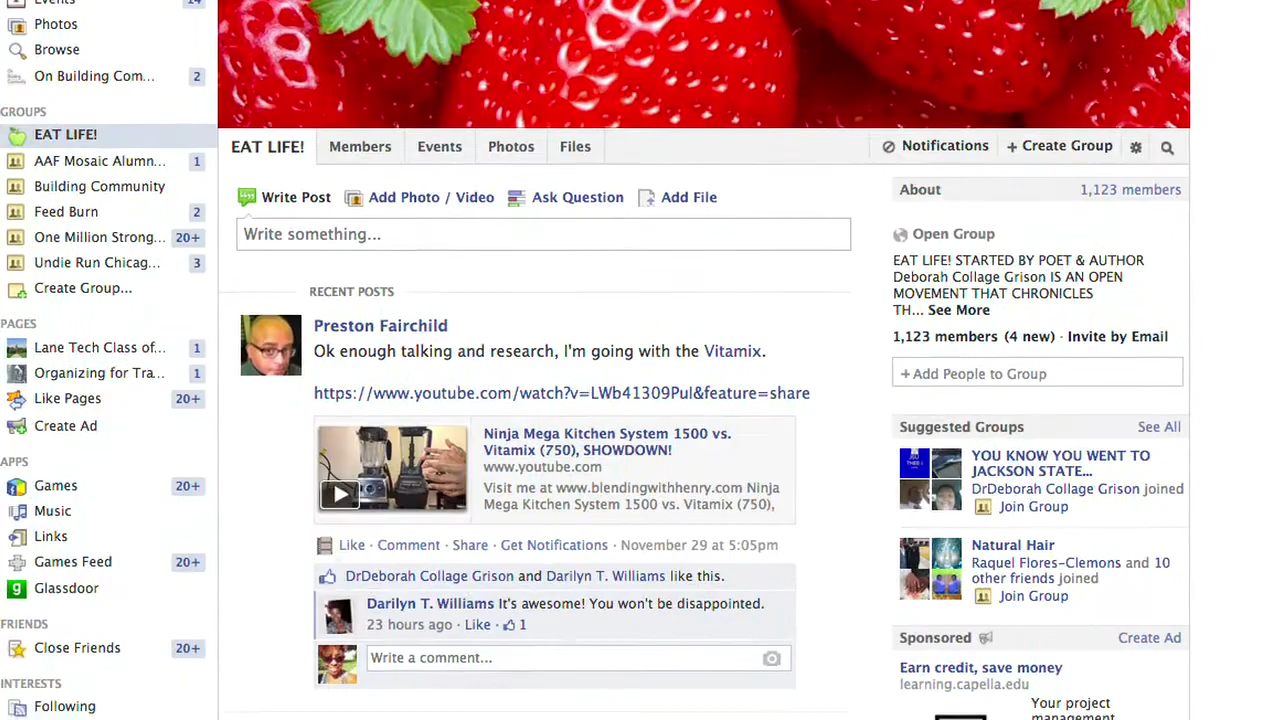 Events 14
Photos
Browse
On Building Com... 2
GROUPS
EAT LIFE!
AAF Mosaic Alumn... 1
Building Community
Feed Burn 2
One Million Strong... 20+
Undie Run Chicag... 3
Create Group...
PAGES
Lane Tech Class of... 1
Organizing for Tra... 1
Like Pages 20+
Create Ad
APPS
Games 20+
Music
Links
Games Feed 20+
Glassdoor
FRIENDS
Close Friends 20+
INTERESTS
Following
EAT LIFE! Members Events Photos Files Notifications + Create Group
Write Post Add Photo / Video Ask Question Add File
Write something...
RECENT POSTS
Preston Fairchild
Ok enough talking and research, I'm going with the Vitamix.
https://www.youtube.com/watch?v=LWb41309PuI&feature=share
Ninja Mega Kitchen System 1500 vs.
Vitamix (750), SHOWDOWN!
www.youtube.com
Visit me at www.blendingwithhenry.com Ninja
Mega Kitchen System 1500 vs. Vitamix (750),
Like · Comment · Share · Get Notifications · November 29 at 5:05pm
DrDeborah Collage Grison and Darilyn T. Williams like this.
Darilyn T. Williams It's awesome! You won't be disappointed.
23 hours ago · Like · 1
Write a comment...
About 1,123 members
Open Group
EAT LIFE! STARTED BY POET & AUTHOR
Deborah Collage Grison IS AN OPEN
MOVEMENT THAT CHRONICLES
TH... See More
1,123 members (4 new) · Invite by Email
+ Add People to Group
Suggested Groups See All
YOU KNOW YOU WENT TO
JACKSON STATE...
DrDeborah Collage Grison joined
Join Group
Natural Hair
Raquel Flores-Clemons and 10
other friends joined
Join Group
Sponsored Create Ad
Earn credit, save money
learning.capella.edu
Your project
management